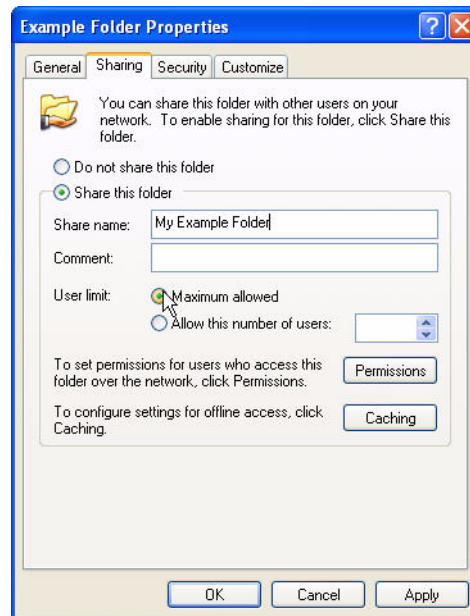 Example Folder Properties
?
General Sharing Security Customize
You can share this folder with other users on your
network. To enable sharing for this folder, click Share this
folder.
Do not share this folder
Share this folder
Share name: My Example Folder
Comment:
User limit: Maximum allowed
Allow this number of users:
To set permissions for users who access this
folder over the network, click Permissions.
Permissions
To configure settings for offline access, click
Caching.
Caching
OK Cancel Apply